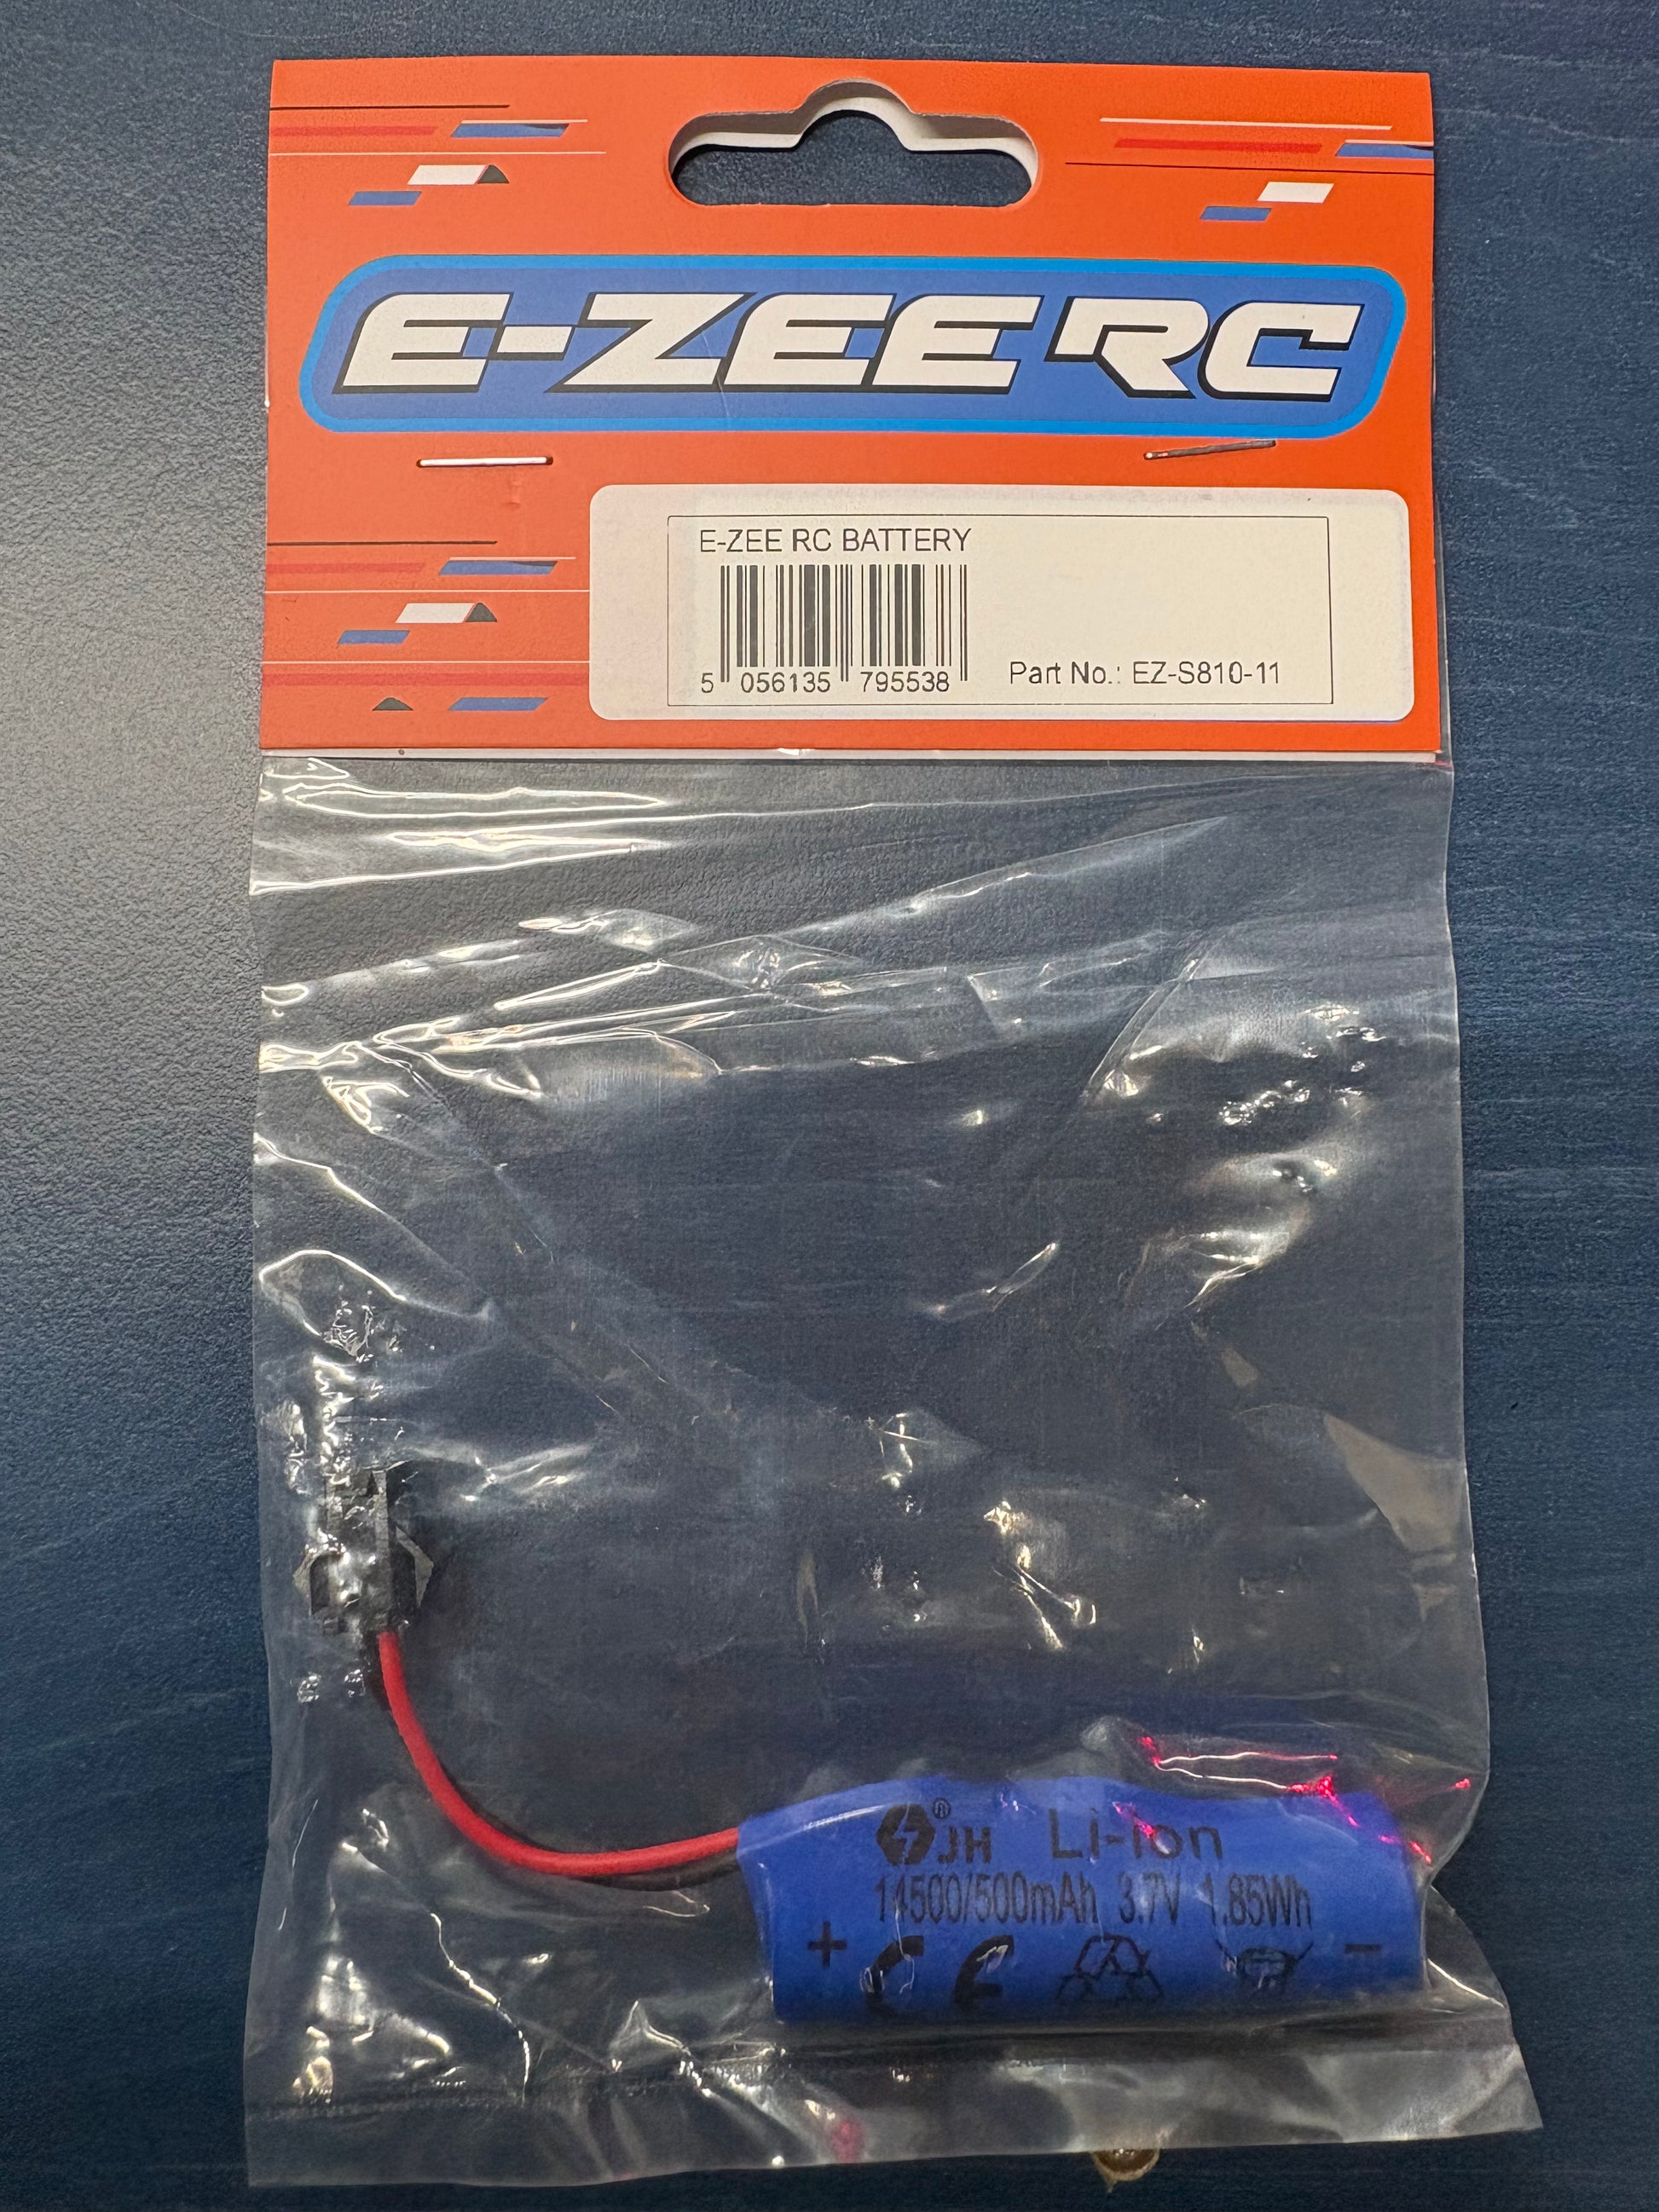 E-ZEE RC
E-ZEE RC BATTERY
5 056135 795538
Part No.: EZ-S810-11
® JH Li-ion
14500/500mAh 3.7V 1.85Wh
+ CE −